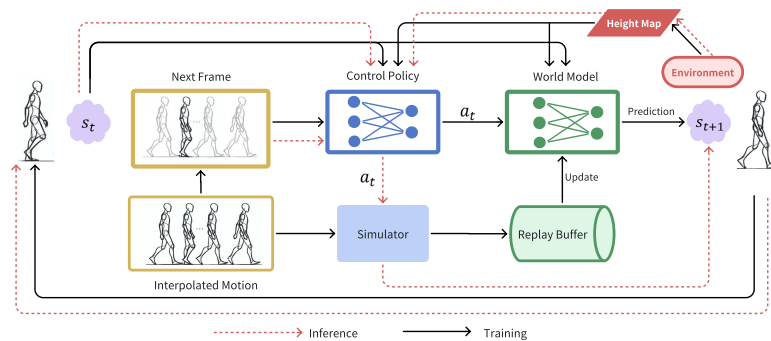 Height Map
Next Frame
Control Policy
World Model
Environment
s_t
a_t
Prediction
s_{t+1}
a_t
Update
Simulator
Replay Buffer
Interpolated Motion
Inference
Training